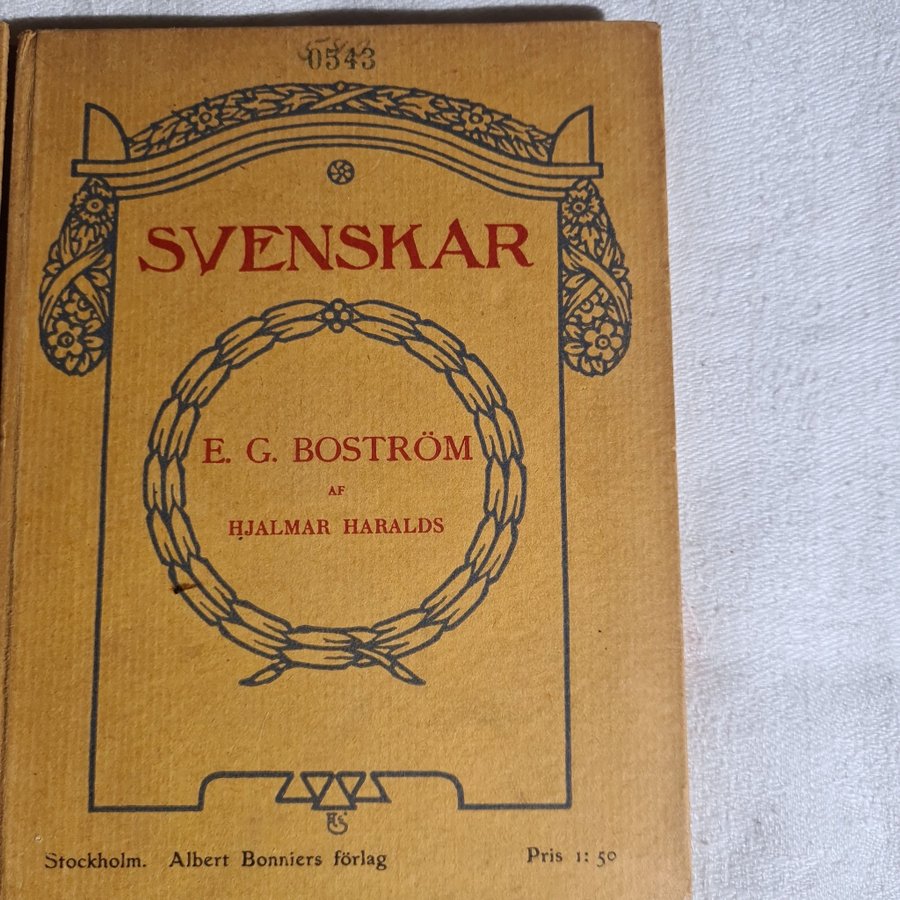 0543
SVENSKAR
E. G. BOSTRÖM
AF
HJALMAR HARALDS
Stockholm. Albert Bonniers förlag
Pris 1: 50